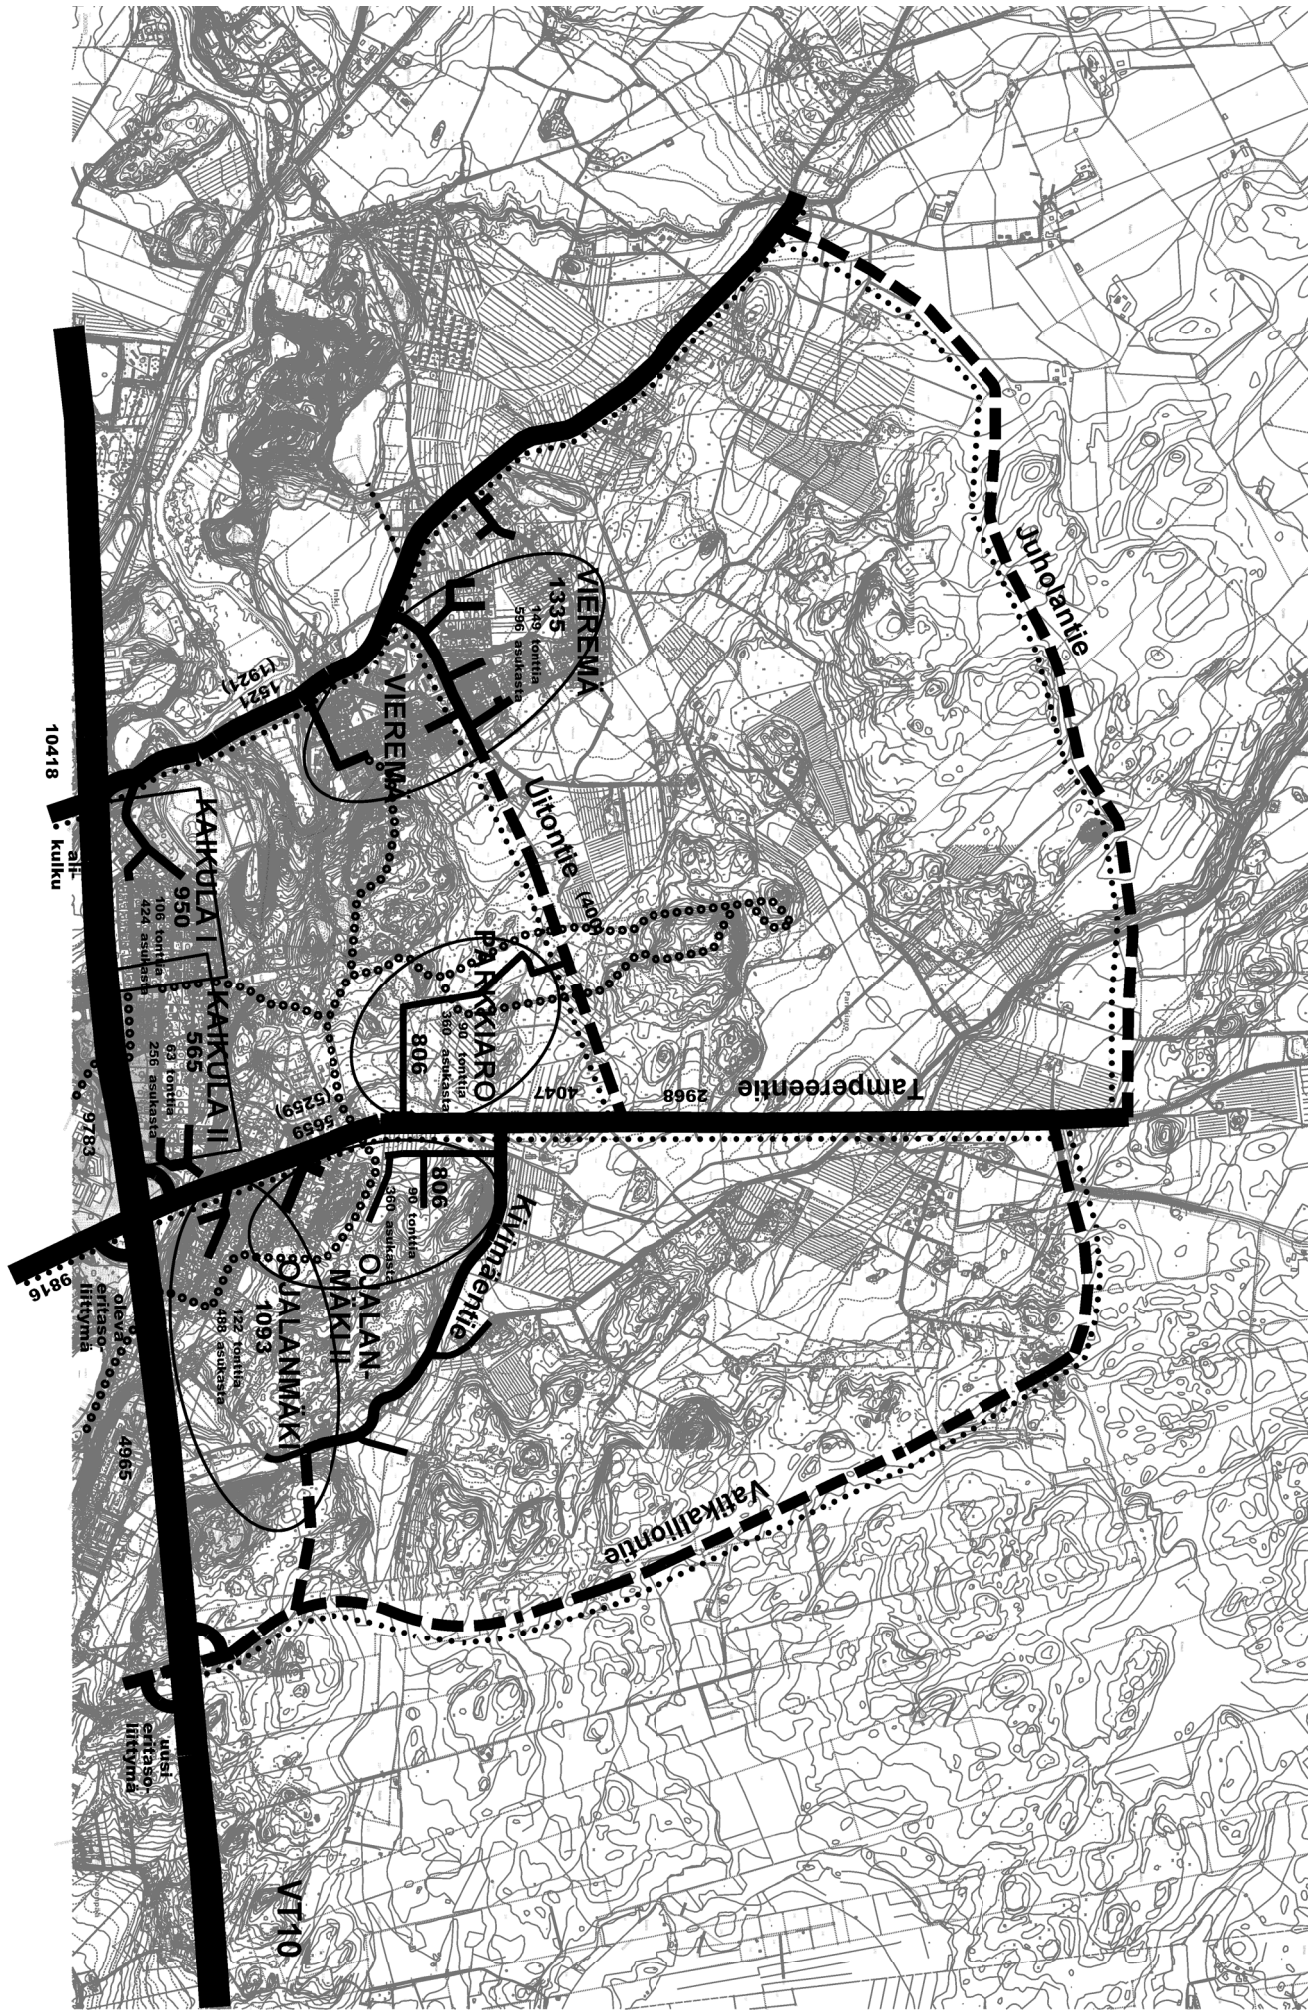 Juholantie
VIEREMÄ
1335
149 tonttia
596 asukasta
VIEREMÄ
1521
(1921)
Uitontie
(400)
10418
ali-
kulku
KAIKULA I
950
106 tonttia
424 asukasta
KAIKULA II
565
63 tonttia
256 asukasta
PARKKIARO
90 tonttia
360 asukasta
806
4047
2968
Tampereentie
(5259)
5659
9783
9816
806
90 tonttia
360 asukasta
OJALAN-
MÄKI II
Kivimäentie
OJALANMÄKI
1093
122 tonttia
488 asukasta
oleva
eritaso-
liittymä
4965
Vatikalliontie
uusi
eritaso-
liittymä
VT10